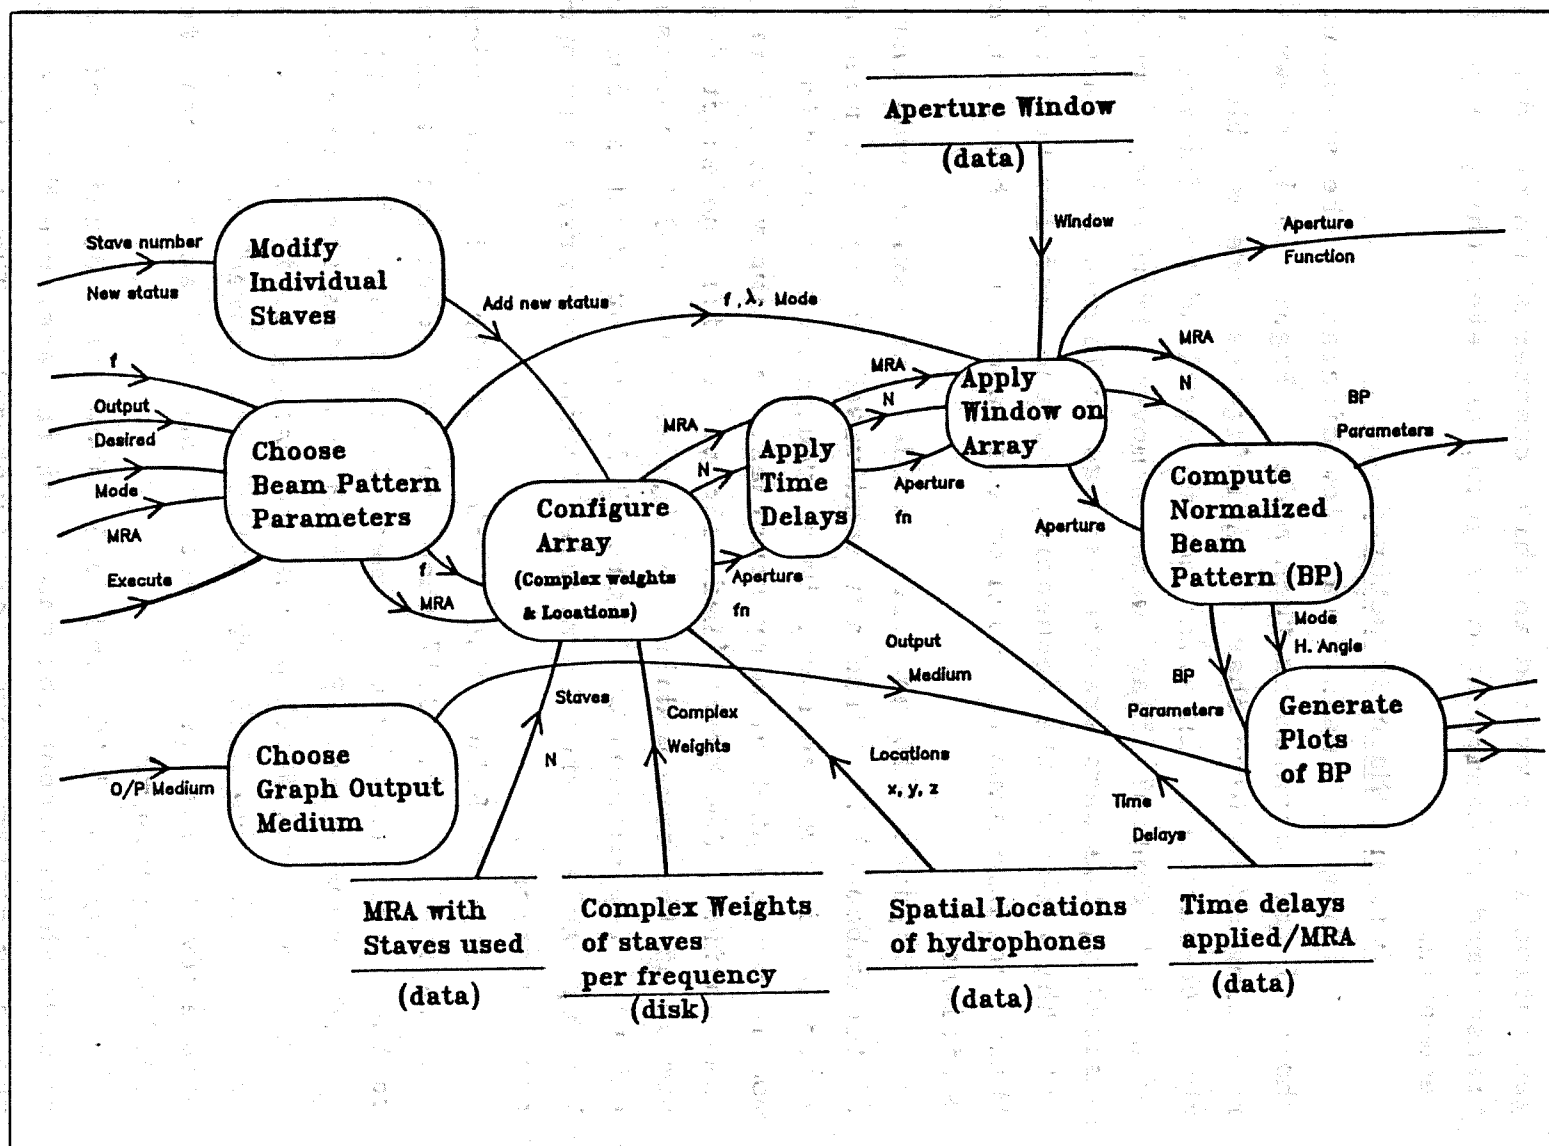 Aperture Window
(data)
Window
Aperture
Function
Stave number
New status
Modify
Individual
Staves
Add new status
f , λ, Mode
f
Output
Desired
Mode
MRA
Execute
Choose
Beam Pattern
Parameters
f
MRA
Configure
Array
(Complex weights
& Locations)
MRA
N
Aperture
fn
Apply
Time
Delays
MRA
N
Aperture
fn
Apply
Window on
Array
MRA
N
Aperture
BP
Parameters
Compute
Normalized
Beam
Pattern (BP)
Mode
H. Angle
BP
Parameters
Generate
Plots
of BP
Output
Medium
O/P Medium
Choose
Graph Output
Medium
Staves
N
Complex
Weights
Locations
x, y, z
Time
Delays
MRA with
Staves used
(data)
Complex Weights
of staves
per frequency
(disk)
Spatial Locations
of hydrophones
(data)
Time delays
applied/MRA
(data)